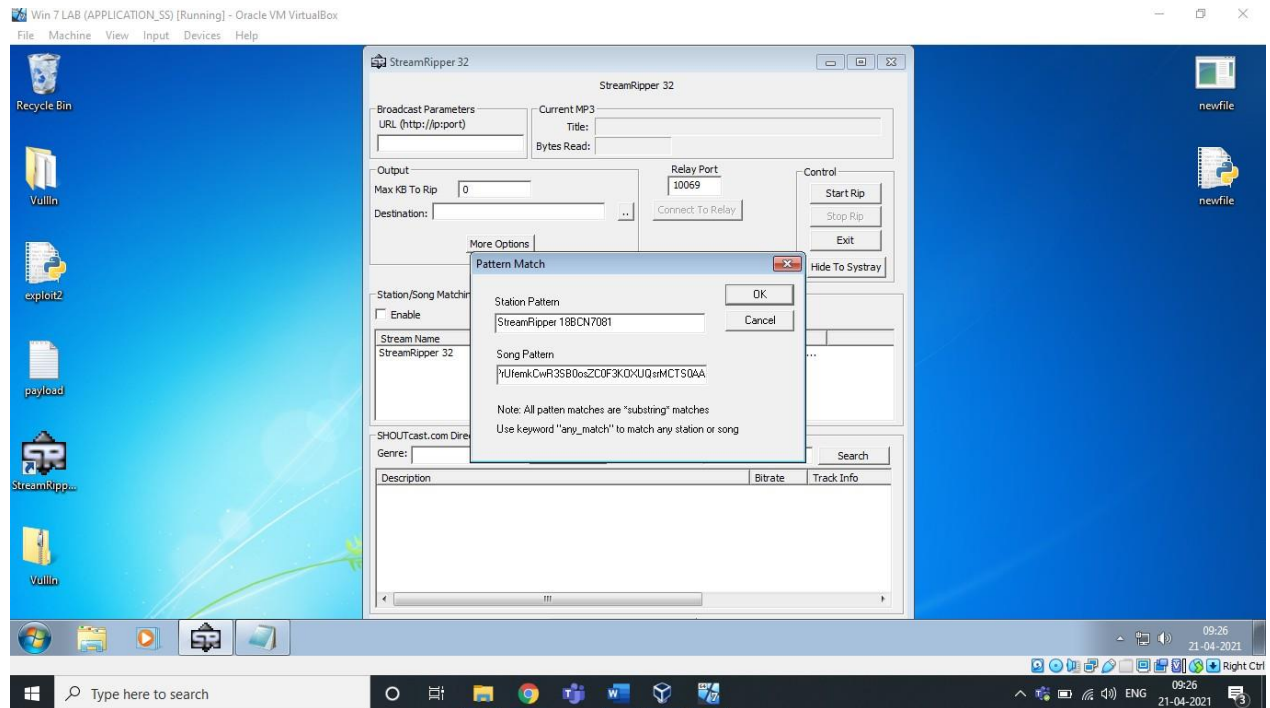 Win 7 LAB (APPLICATION_SS) [Running] - Oracle VM VirtualBox
File Machine View Input Devices Help
Recycle Bin
Vullln
exploit2
payload
StreamRipp...
Vullln
newfile
newfile
StreamRipper 32
StreamRipper 32
Broadcast Parameters
URL (http://ip:port)
Current MP3
Title:
Bytes Read:
Output
Max KB To Rip 0
Destination: ..
More Options
Relay Port
10069
Connect To Relay
Control
Start Rip
Stop Rip
Exit
Hide To Systray
Station/Song Matchin
Enable
Stream Name
StreamRipper 32
...
Pattern Match
Station Pattern
StreamRipper 18BCN7081
OK
Cancel
Song Pattern
Note: All patten matches are "substring" matches
Use keyword "any_match" to match any station or song
SHOUTcast.com Dire
Genre:
Search
Description Bitrate Track Info
09:26
21-04-2021
Right Ctrl
Type here to search
ENG
09:26
21-04-2021
3